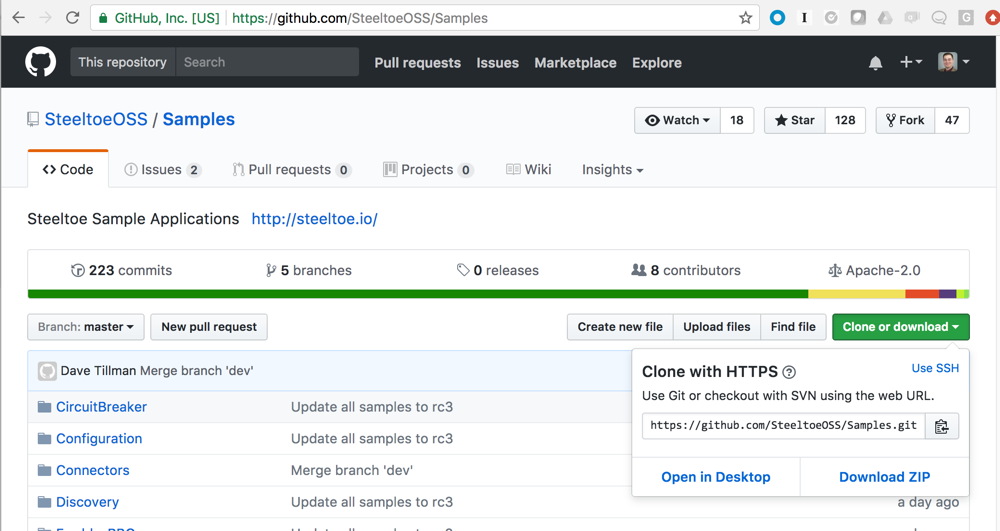 GitHub, Inc. [US] https://github.com/SteeltoeOSS/Samples
This repository Search Pull requests Issues Marketplace Explore
SteeltoeOSS / Samples Watch 18 Star 128 Fork 47
Code Issues 2 Pull requests 0 Projects 0 Wiki Insights
Steeltoe Sample Applications http://steeltoe.io/
223 commits 5 branches 0 releases 8 contributors Apache-2.0
Branch: master New pull request Create new file Upload files Find file Clone or download
Dave Tillman Merge branch 'dev'
Clone with HTTPS ? Use SSH
Use Git or checkout with SVN using the web URL.
https://github.com/SteeltoeOSS/Samples.git
Open in Desktop Download ZIP
CircuitBreaker Update all samples to rc3
Configuration Update all samples to rc3
Connectors Merge branch 'dev'
Discovery Update all samples to rc3 a day ago